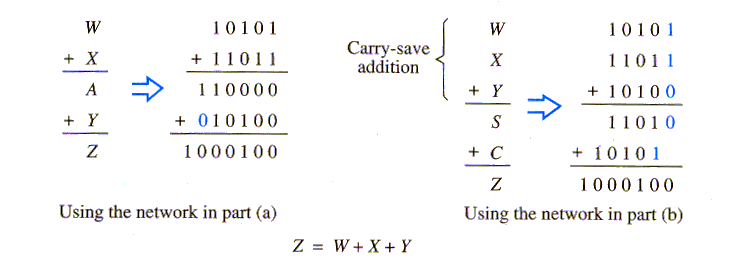 W 10101
+ X + 11011
A 110000
+ Y + 010100
Z 1000100
Using the network in part (a)
Carry-save
addition
W 10101
X 11011
+ Y + 10100
S 11010
+ C + 10101
Z 1000100
Using the network in part (b)
Z = W + X + Y